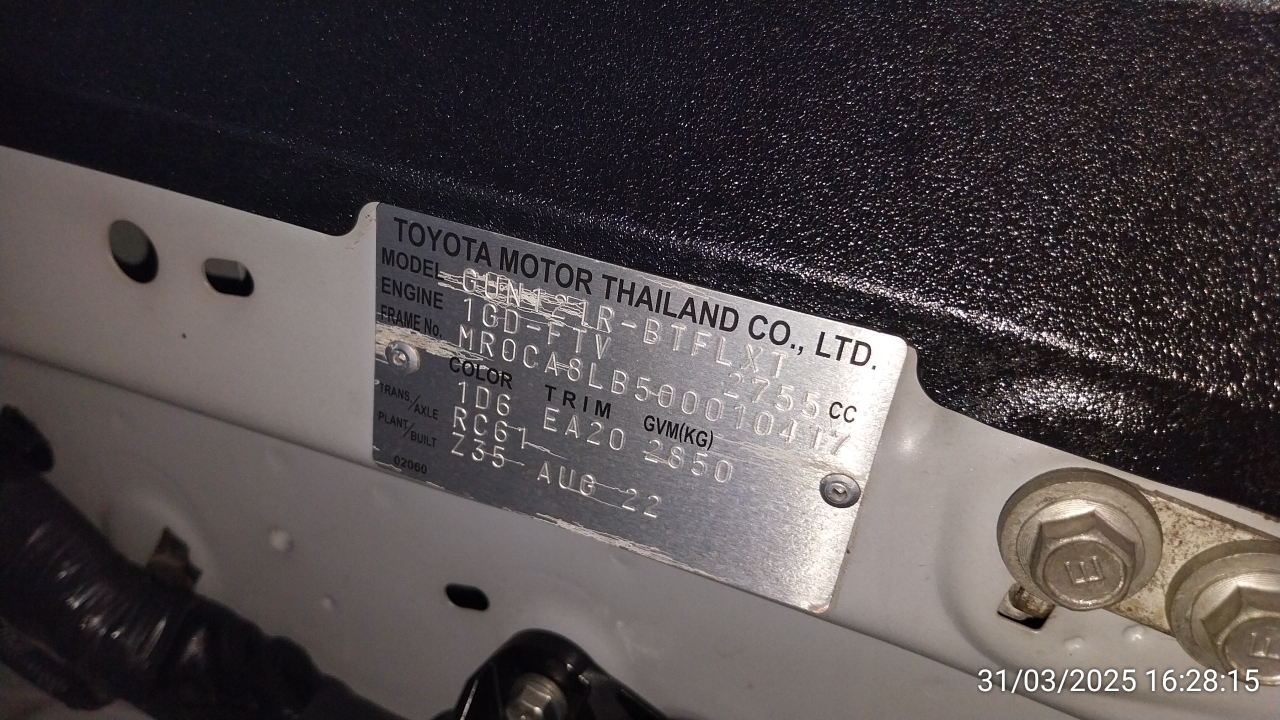 TOYOTA MOTOR THAILAND CO., LTD.
MODEL GUN121R-BTFLXT
ENGINE 1GD-FTV 2755 CC
FRAME No. MR0CA8LB500010417
COLOR TRIM GVM(KG)
1D6 EA20 2850
TRANS./AXLE RC61
PLANT/BUILT Z35 AUG 22
02060
E
E
31/03/2025 16:28:15